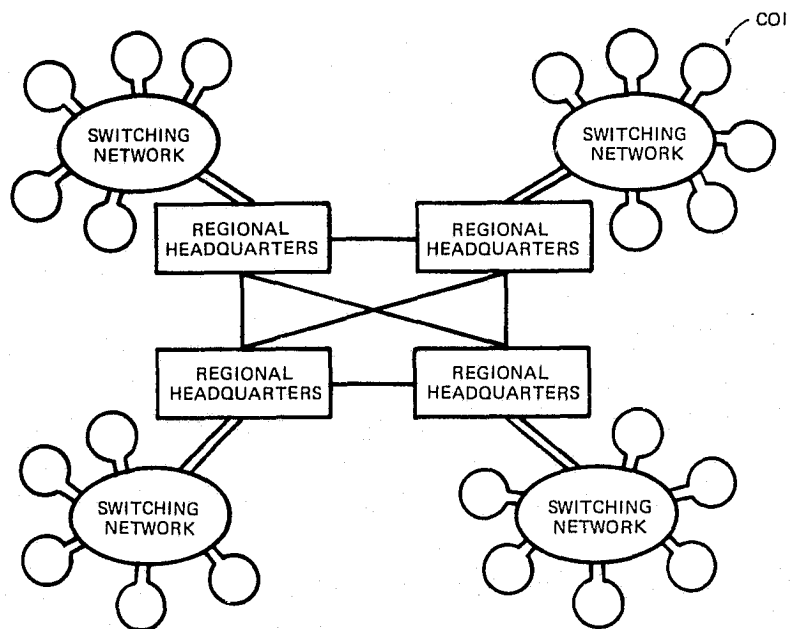 COI
SWITCHING
NETWORK
SWITCHING
NETWORK
REGIONAL
HEADQUARTERS
REGIONAL
HEADQUARTERS
REGIONAL
HEADQUARTERS
REGIONAL
HEADQUARTERS
SWITCHING
NETWORK
SWITCHING
NETWORK